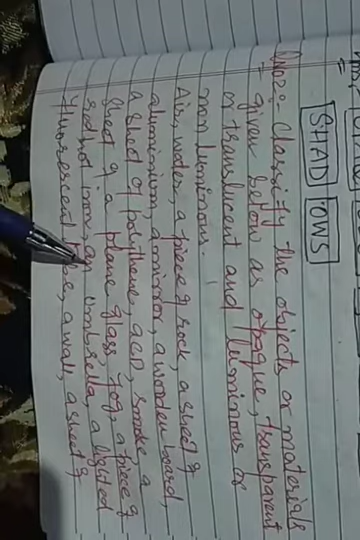 SHADOWS
Ques 2: Classify the objects or materials
given below as opaque, transparent
or translucent and luminous or
non luminous.
Air, water, a piece of rock, a sheet of
aluminium, a mirror, a wooden board,
a sheet of polythene, a CD, smoke, a
sheet of a plane glass, fog, a piece of
red hot iron, an umbrella, a lighted
fluorescent tube, a wall, a sheet of